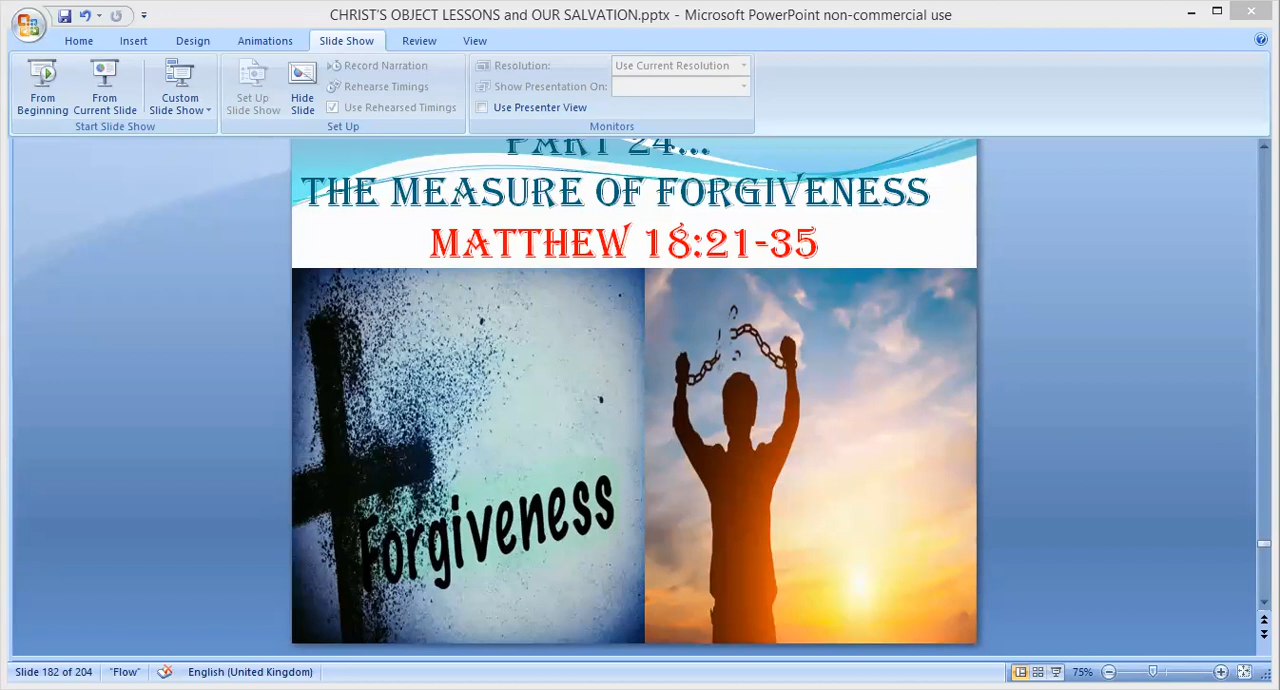 CHRIST'S OBJECT LESSONS and OUR SALVATION.pptx - Microsoft PowerPoint non-commercial use
Home Insert Design Animations Slide Show Review View
From Beginning
From Current Slide
Custom Slide Show
Start Slide Show
Set Up Slide Show
Hide Slide
Record Narration
Rehearse Timings
Use Rehearsed Timings
Set Up
Resolution: Use Current Resolution
Show Presentation On:
Use Presenter View
Monitors
PART 24...
THE MEASURE OF FORGIVENESS
MATTHEW 18:21-35
Forgiveness
Slide 182 of 204 "Flow" English (United Kingdom) 75%